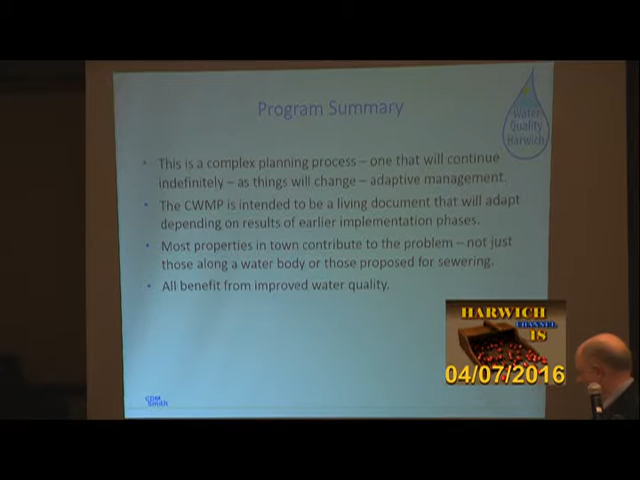 Program Summary
Water
Quality
Harwich
• This is a complex planning process – one that will continue
indefinitely – as things will change – adaptive management.
• The CWMP is intended to be a living document that will adapt
depending on results of earlier implementation phases.
• Most properties in town contribute to the problem – not just
those along a water body or those proposed for sewering.
• All benefit from improved water quality.
HARWICH
CHANNEL
18
04/07/2016
CDM
Smith